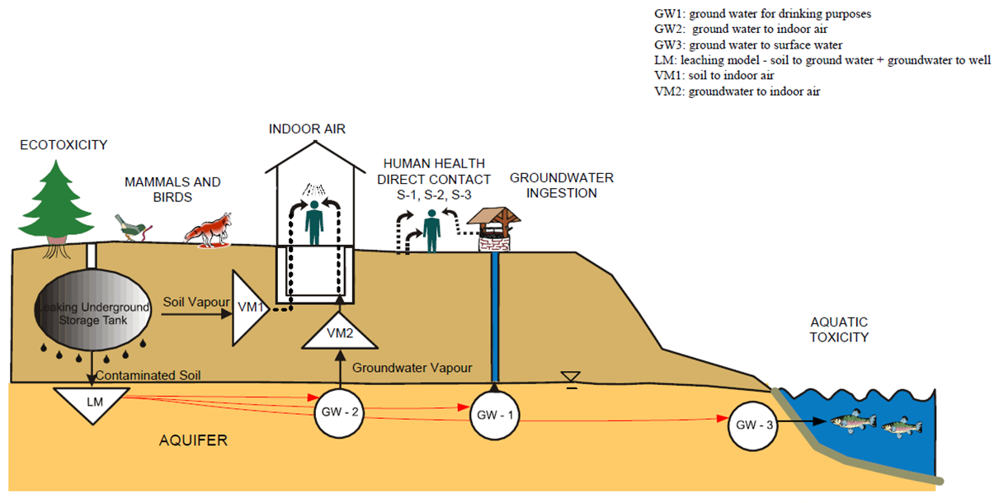 GW1: ground water for drinking purposes
GW2:  ground water to indoor air
GW3: ground water to surface water
LM: leaching model - soil to ground water + groundwater to well
VM1: soil to indoor air
VM2: groundwater to indoor air
INDOOR AIR
ECOTOXICITY
MAMMALS AND
BIRDS
HUMAN HEALTH
DIRECT CONTACT
S-1, S-2, S-3
GROUNDWATER
INGESTION
Leaking Underground
Storage Tank
Soil Vapour
VM1
VM2
AQUATIC
TOXICITY
Groundwater Vapour
Contaminated Soil
LM
GW - 2
GW - 1
GW - 3
AQUIFER